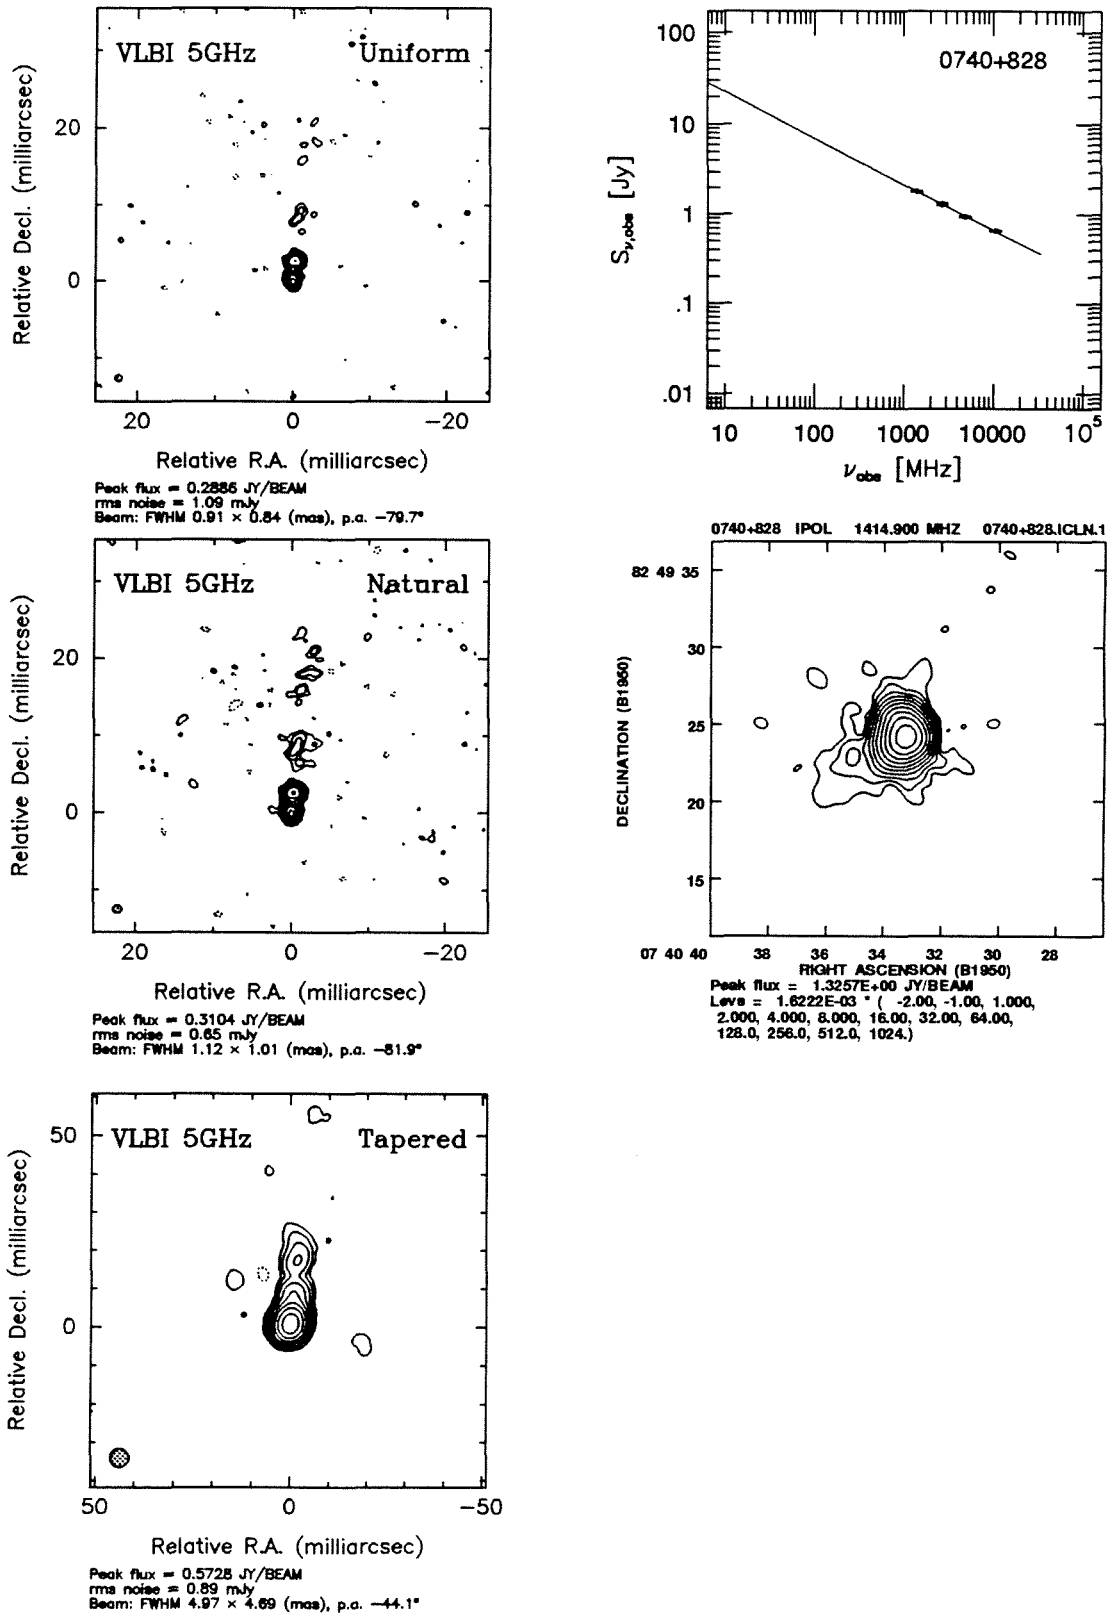 VLBI 5GHz Uniform
Relative Decl. (milliarcsec)
20
0
20 0 −20
Relative R.A. (milliarcsec)
Peak flux = 0.2886 JY/BEAM
rms noise = 1.09 mJy
Beam: FWHM 0.91 × 0.84 (mas), p.a. −79.7°
0740+828
S ν,obs [Jy]
100
10
1
.1
.01
10 100 1000 10000 10⁵
ν obs [MHz]
VLBI 5GHz Natural
Relative Decl. (milliarcsec)
20
0
20 0 −20
Relative R.A. (milliarcsec)
Peak flux = 0.3104 JY/BEAM
rms noise = 0.65 mJy
Beam: FWHM 1.12 × 1.01 (mas), p.a. −81.9°
0740+828 IPOL 1414.900 MHZ 0740+828.ICLN.1
DECLINATION (B1950)
82 49 35
30
25
20
15
07 40 40 38 36 34 32 30 28
RIGHT ASCENSION (B1950)
Peak flux = 1.3257E+00 JY/BEAM
Levs = 1.6222E-03 * ( -2.00, -1.00, 1.000,
2.000, 4.000, 8.000, 16.00, 32.00, 64.00,
128.0, 256.0, 512.0, 1024.)
VLBI 5GHz Tapered
Relative Decl. (milliarcsec)
50
0
50 0 −50
Relative R.A. (milliarcsec)
Peak flux = 0.5728 JY/BEAM
rms noise = 0.89 mJy
Beam: FWHM 4.97 × 4.69 (mas), p.a. −44.1°